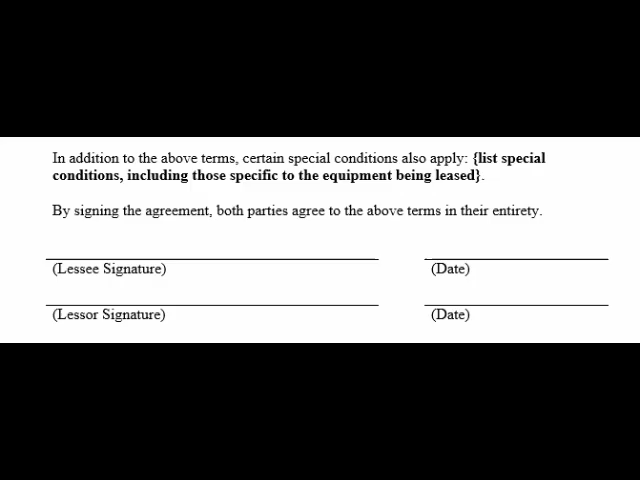 In addition to the above terms, certain special conditions also apply: {list special
conditions, including those specific to the equipment being leased}.
By signing the agreement, both parties agree to the above terms in their entirety.
(Lessee Signature) (Date)
(Lessor Signature) (Date)